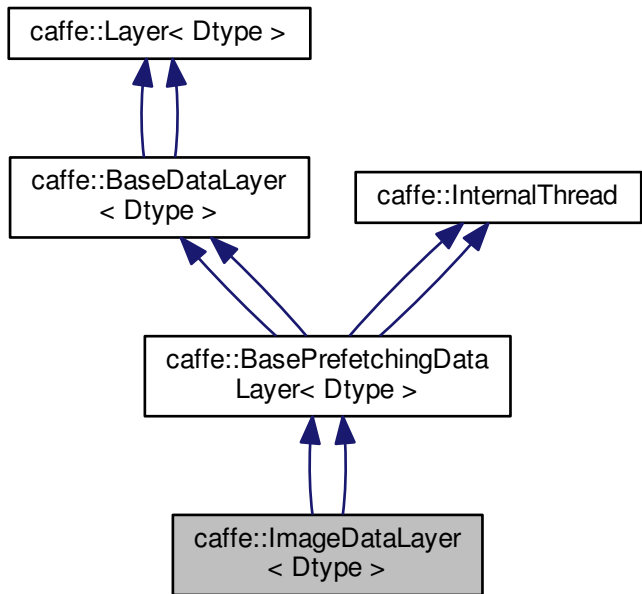 caffe::Layer< Dtype >
caffe::BaseDataLayer
< Dtype >
caffe::InternalThread
caffe::BasePrefetchingData
Layer< Dtype >
caffe::ImageDataLayer
< Dtype >